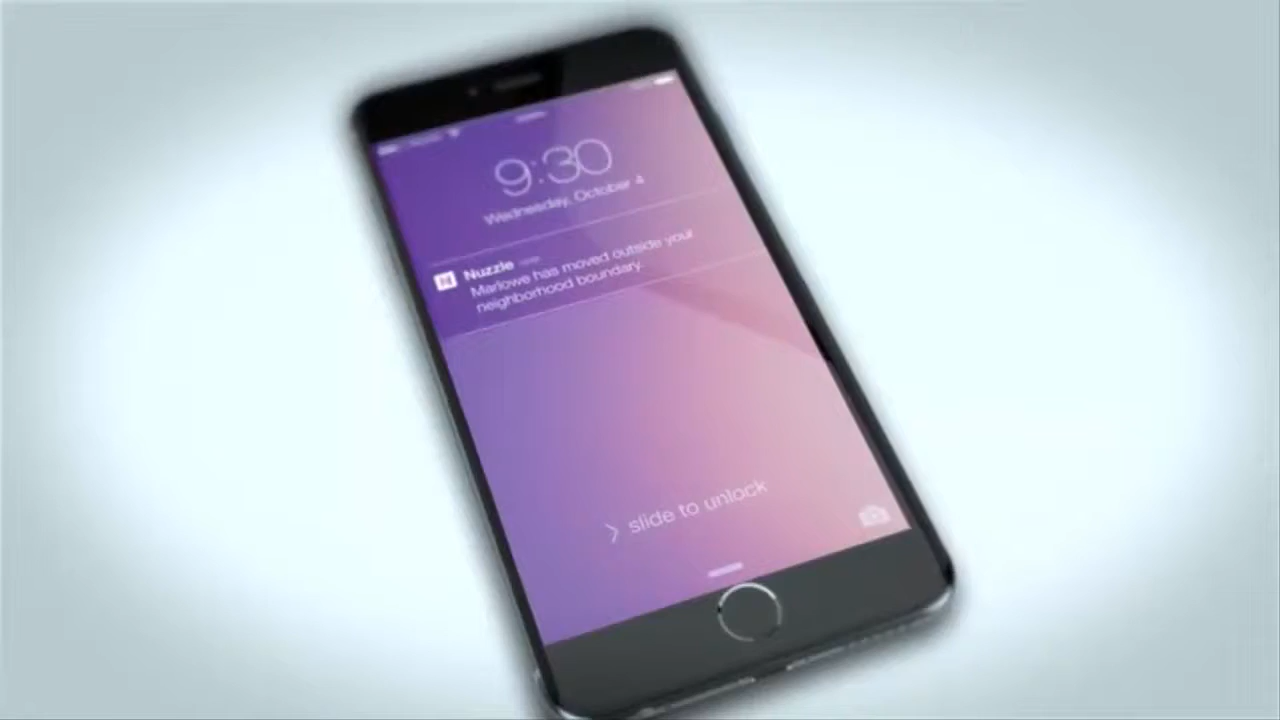 9:30
Wednesday, October 4
Nuzzle
Marlowe has moved outside your
neighborhood boundary.
> slide to unlock